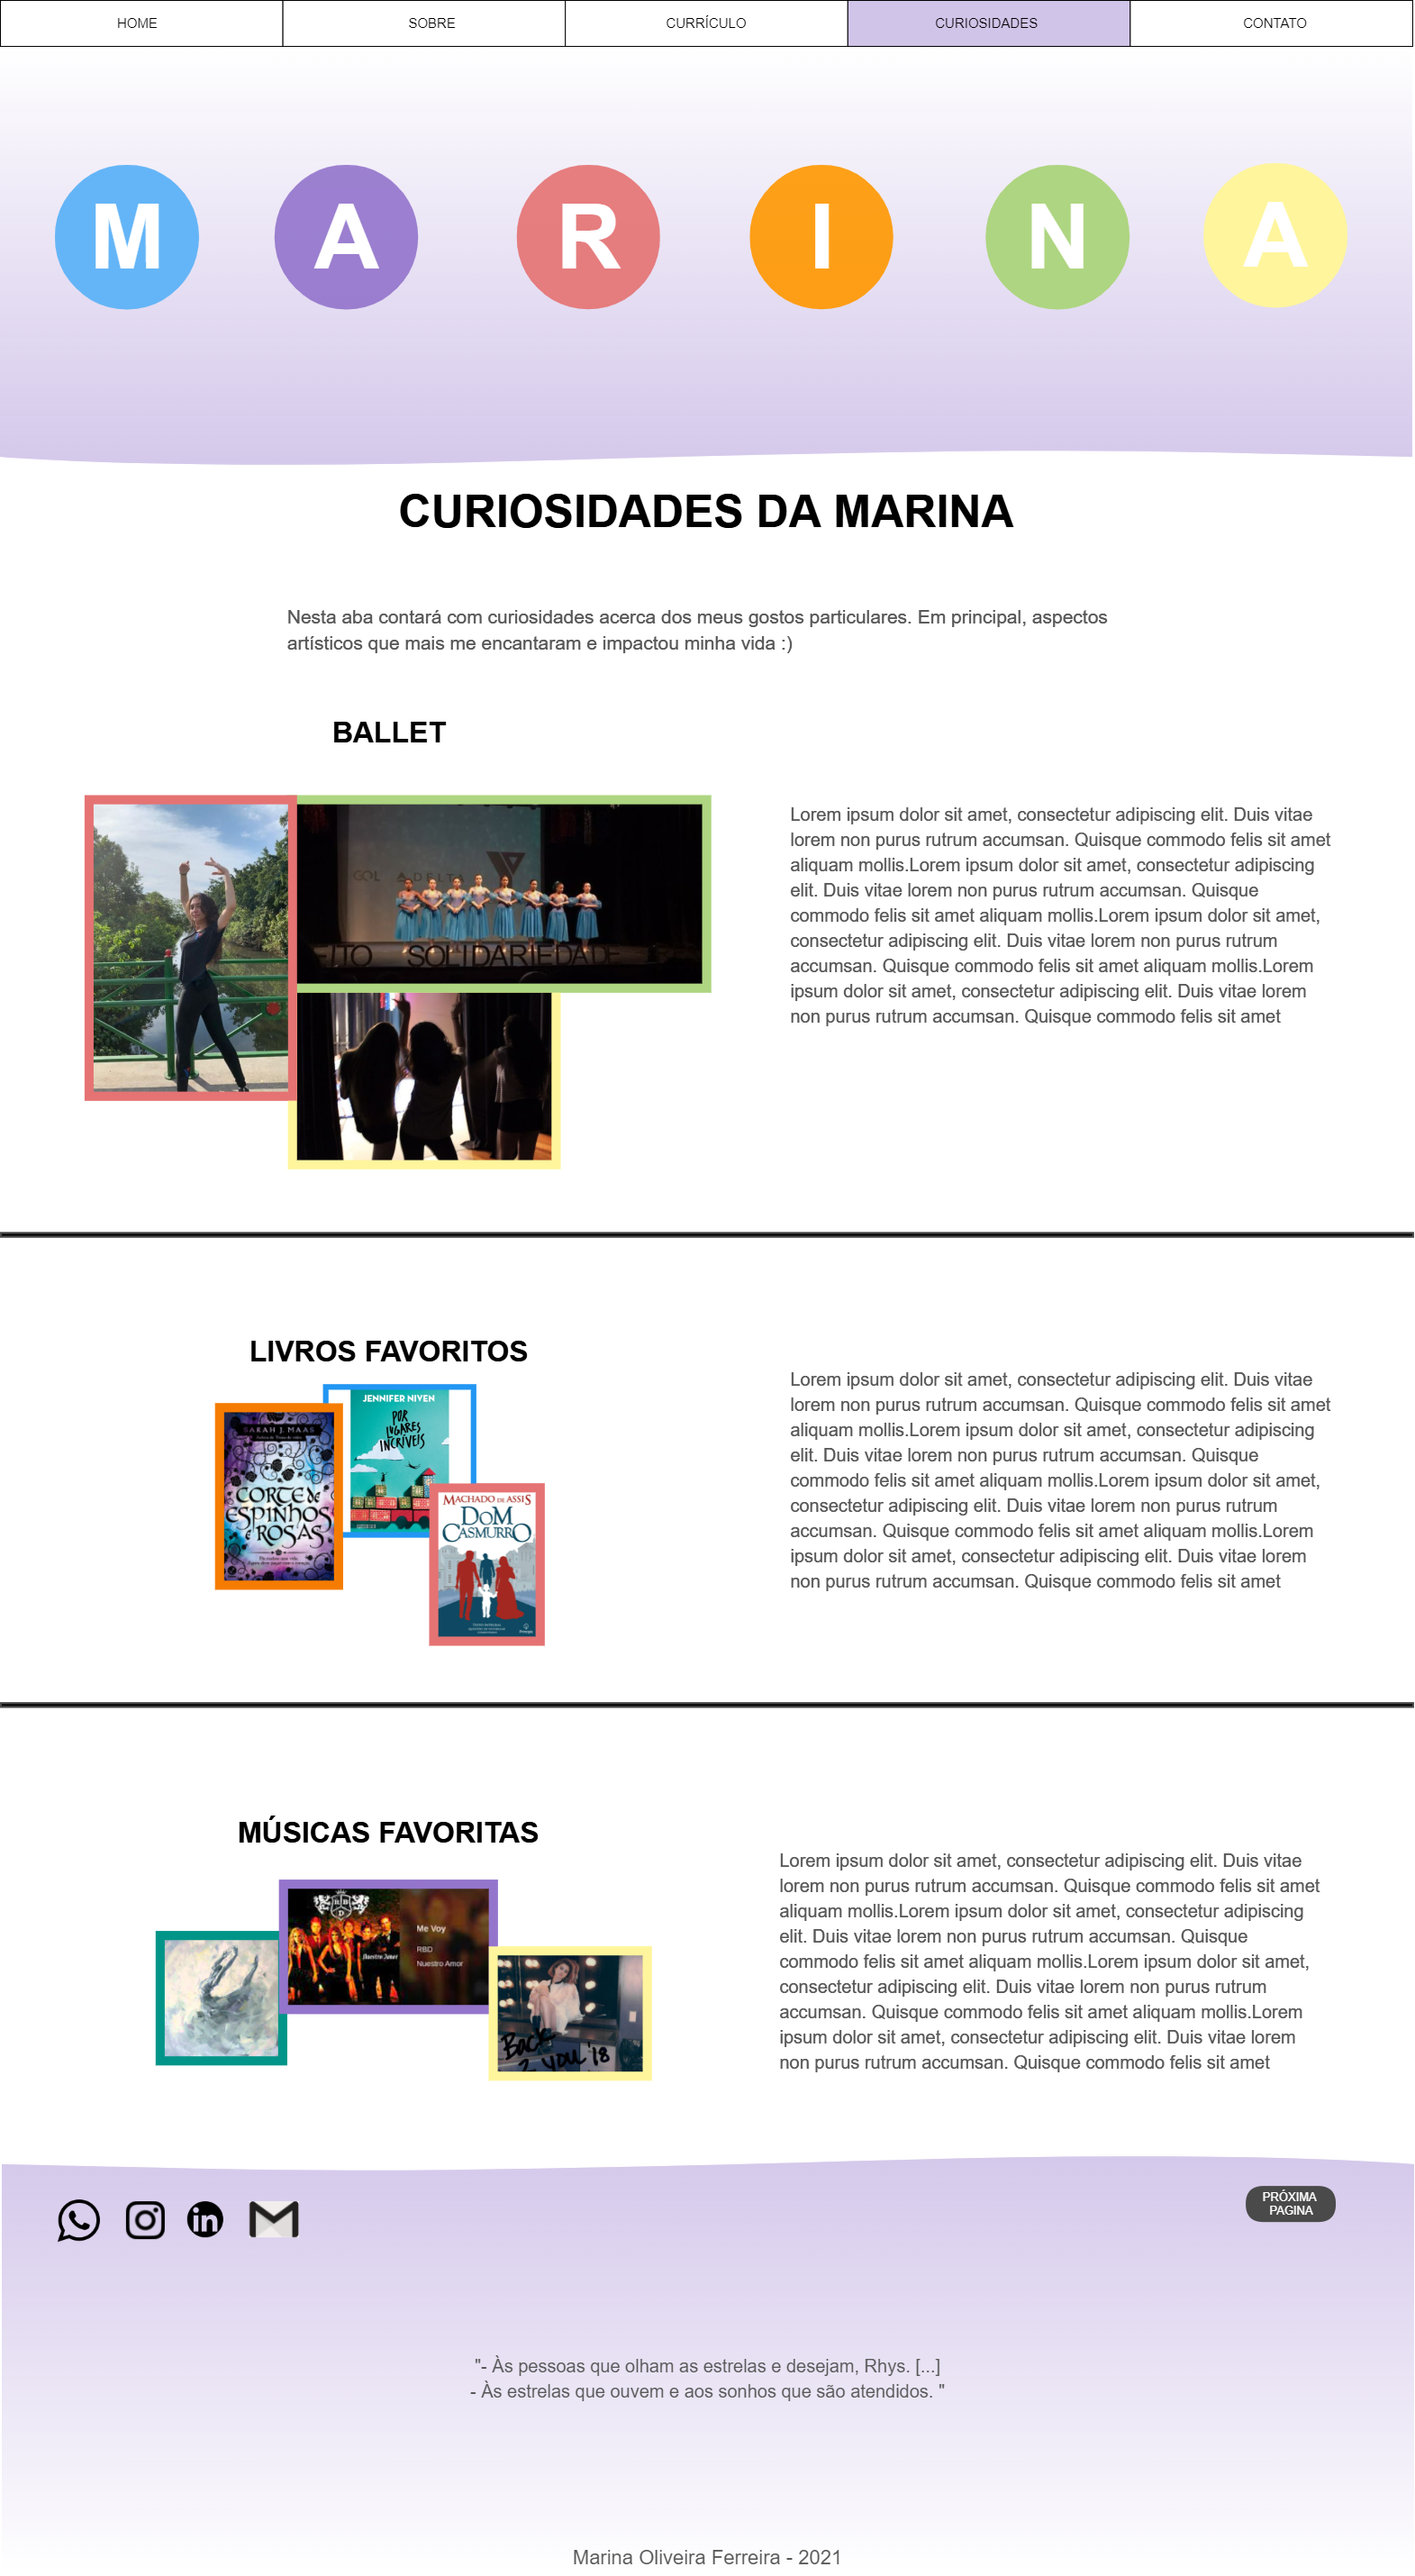 HOME
SOBRE
CURRÍCULO
CURIOSIDADES
CONTATO
M A R I N A
CURIOSIDADES DA MARINA
Nesta aba contará com curiosidades acerca dos meus gostos particulares. Em principal, aspectos
artísticos que mais me encantaram e impactou minha vida :)
BALLET
GOL DELTA
EITO SOLIDARIEDADE
Lorem ipsum dolor sit amet, consectetur adipiscing elit. Duis vitae
lorem non purus rutrum accumsan. Quisque commodo felis sit amet
aliquam mollis.Lorem ipsum dolor sit amet, consectetur adipiscing
elit. Duis vitae lorem non purus rutrum accumsan. Quisque
commodo felis sit amet aliquam mollis.Lorem ipsum dolor sit amet,
consectetur adipiscing elit. Duis vitae lorem non purus rutrum
accumsan. Quisque commodo felis sit amet aliquam mollis.Lorem
ipsum dolor sit amet, consectetur adipiscing elit. Duis vitae lorem
non purus rutrum accumsan. Quisque commodo felis sit amet
LIVROS FAVORITOS
SARAH J. MAAS
CORTE de
ESPINHOS
e ROSAS
JENNIFER NIVEN
POR
LUGARES
INCRÍVEIS
MACHADO DE ASSIS
DOM
CASMURRO
Lorem ipsum dolor sit amet, consectetur adipiscing elit. Duis vitae
lorem non purus rutrum accumsan. Quisque commodo felis sit amet
aliquam mollis.Lorem ipsum dolor sit amet, consectetur adipiscing
elit. Duis vitae lorem non purus rutrum accumsan. Quisque
commodo felis sit amet aliquam mollis.Lorem ipsum dolor sit amet,
consectetur adipiscing elit. Duis vitae lorem non purus rutrum
accumsan. Quisque commodo felis sit amet aliquam mollis.Lorem
ipsum dolor sit amet, consectetur adipiscing elit. Duis vitae lorem
non purus rutrum accumsan. Quisque commodo felis sit amet
MÚSICAS FAVORITAS
RBD
Nuestro Amor
Me Voy
RBD
Nuestro Amor
Back
2 you '18
Lorem ipsum dolor sit amet, consectetur adipiscing elit. Duis vitae
lorem non purus rutrum accumsan. Quisque commodo felis sit amet
aliquam mollis.Lorem ipsum dolor sit amet, consectetur adipiscing
elit. Duis vitae lorem non purus rutrum accumsan. Quisque
commodo felis sit amet aliquam mollis.Lorem ipsum dolor sit amet,
consectetur adipiscing elit. Duis vitae lorem non purus rutrum
accumsan. Quisque commodo felis sit amet aliquam mollis.Lorem
ipsum dolor sit amet, consectetur adipiscing elit. Duis vitae lorem
non purus rutrum accumsan. Quisque commodo felis sit amet
in
PRÓXIMA
PAGINA
"- Às pessoas que olham as estrelas e desejam, Rhys. [...]
- Às estrelas que ouvem e aos sonhos que são atendidos. "
Marina Oliveira Ferreira - 2021